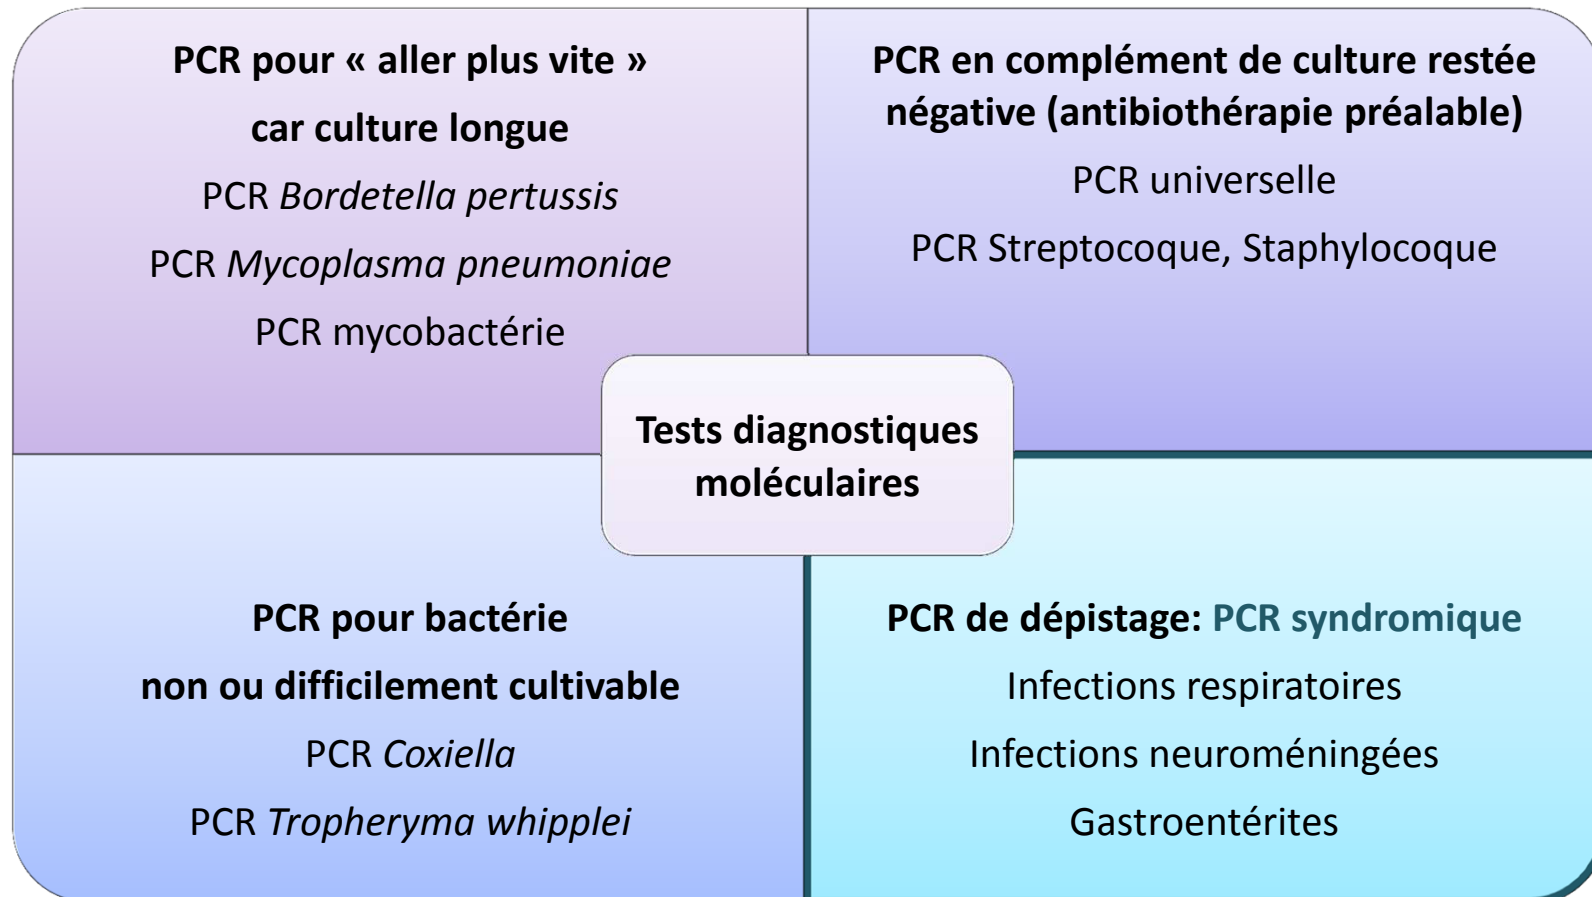 PCR pour « aller plus vite »
car culture longue
PCR Bordetella pertussis
PCR Mycoplasma pneumoniae
PCR mycobactérie
PCR en complément de culture restée
négative (antibiothérapie préalable)
PCR universelle
PCR Streptocoque, Staphylocoque
Tests diagnostiques
moléculaires
PCR pour bactérie
non ou difficilement cultivable
PCR Coxiella
PCR Tropheryma whipplei
PCR de dépistage: PCR syndromique
Infections respiratoires
Infections neuroméningées
Gastroentérites